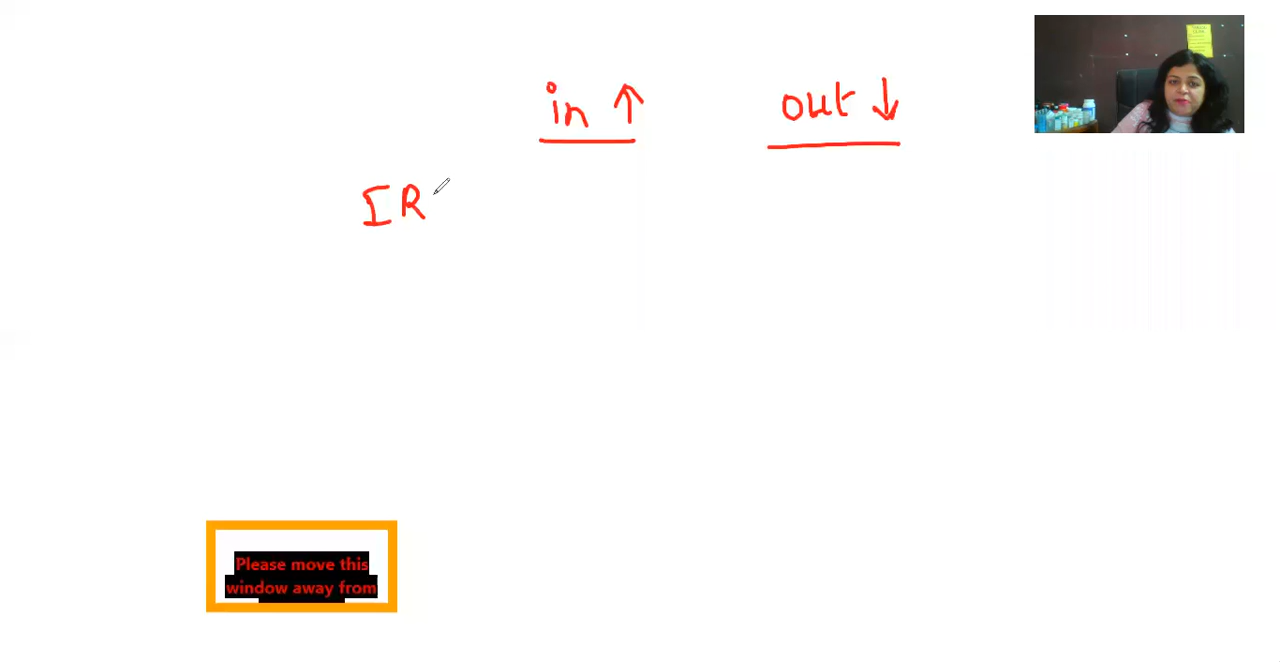 in ↑ out ↓
IR
Please move this
window away from